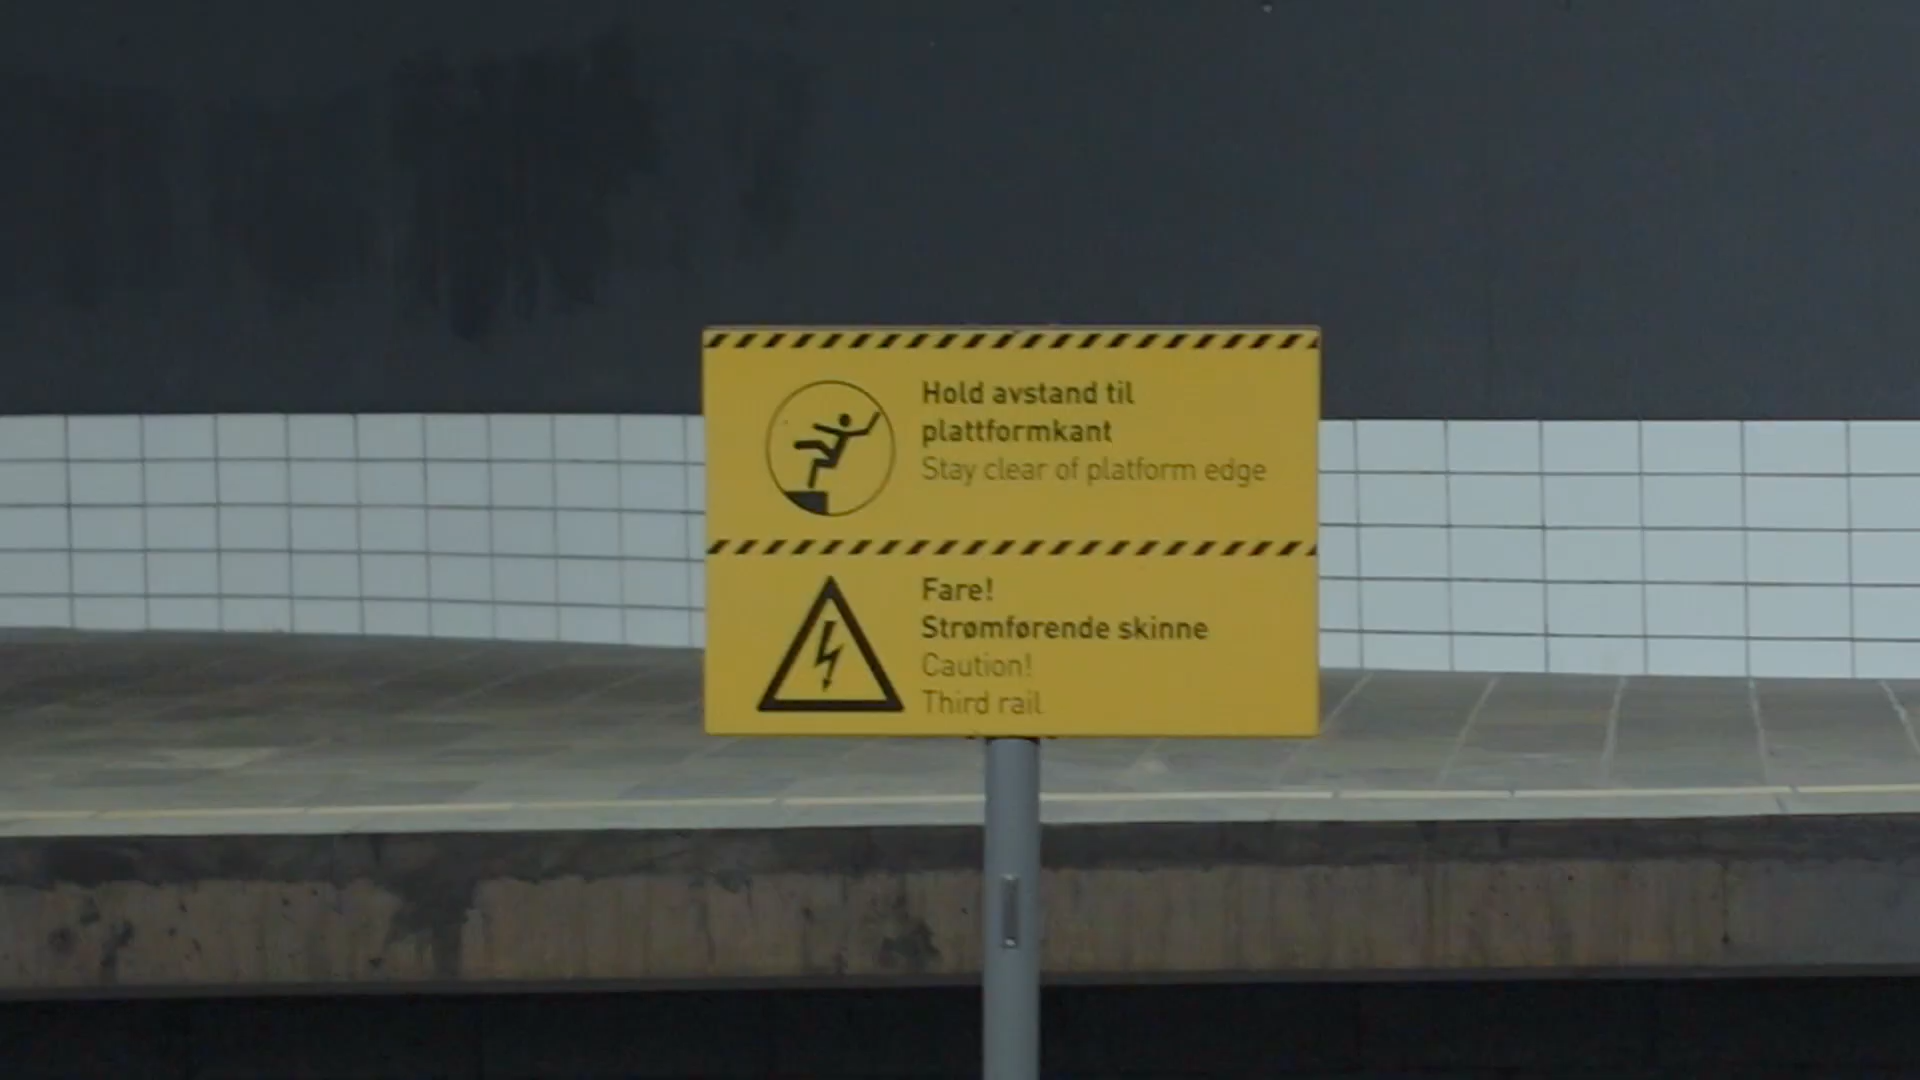 Hold avstand til
plattformkant
Stay clear of platform edge
Fare!
Strømførende skinne
Caution!
Third rail